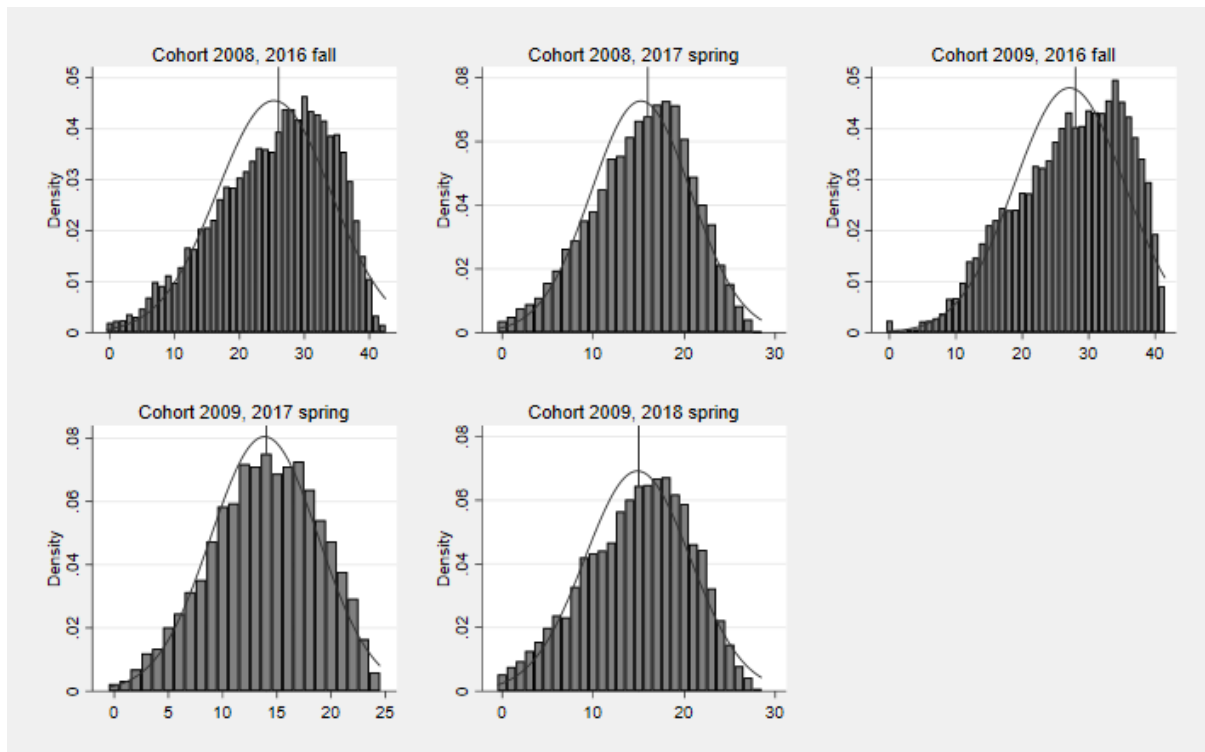 Cohort 2008, 2016 fall
Density
0 .01 .02 .03 .04 .05
0 10 20 30 40
Cohort 2008, 2017 spring
Density
0 .02 .04 .06 .08
0 10 20 30
Cohort 2009, 2016 fall
Density
0 .01 .02 .03 .04 .05
0 10 20 30 40
Cohort 2009, 2017 spring
Density
0 .02 .04 .06 .08
0 5 10 15 20 25
Cohort 2009, 2018 spring
Density
0 .02 .04 .06 .08
0 10 20 30